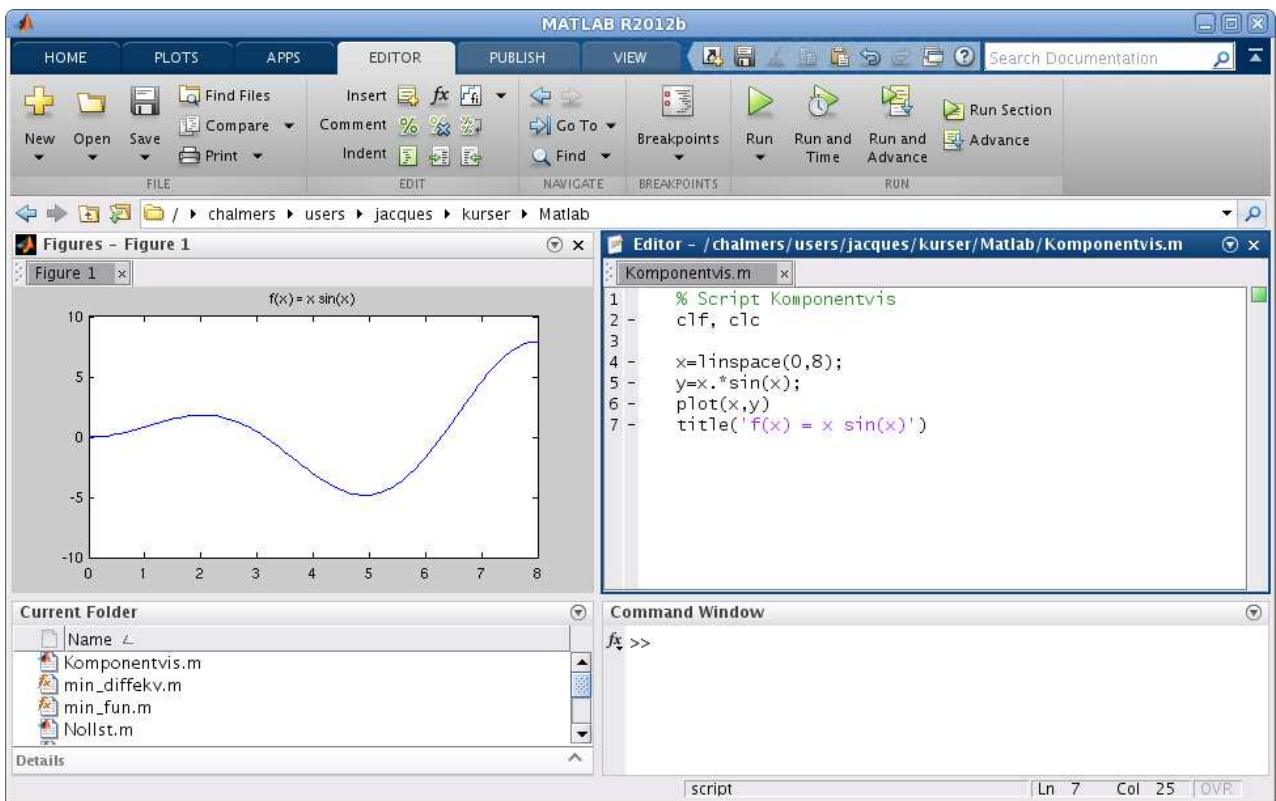 MATLAB R2012b
HOME PLOTS APPS EDITOR PUBLISH VIEW Search Documentation
New Open Save Find Files Compare Print
FILE
Insert fx fi
Comment %
Indent
EDIT
Go To
Find
NAVIGATE
Breakpoints
BREAKPOINTS
Run Run and Time Run and Advance Run Section Advance
RUN
/ chalmers users jacques kurser Matlab
Figures - Figure 1
Figure 1
f(x) = x sin(x)
10
5
0
-5
-10
0 1 2 3 4 5 6 7 8
Editor - /chalmers/users/jacques/kurser/Matlab/Komponentvis.m
Komponentvis.m
1 % Script Komponentvis
2 - clf, clc
3
4 - x=linspace(0,8);
5 - y=x.*sin(x);
6 - plot(x,y)
7 - title('f(x) = x sin(x)')
Current Folder
Name
Komponentvis.m
min_diffekv.m
min_fun.m
Nollst.m
Details
Command Window
fx >>
script Ln 7 Col 25 OVR